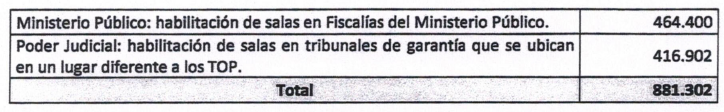 Ministerio Público: habilitación de salas en Fiscalías del Ministerio Público. 464.400
Poder Judicial: habilitación de salas en tribunales de garantía que se ubican
en un lugar diferente a los TOP. 416.902
Total 881.302